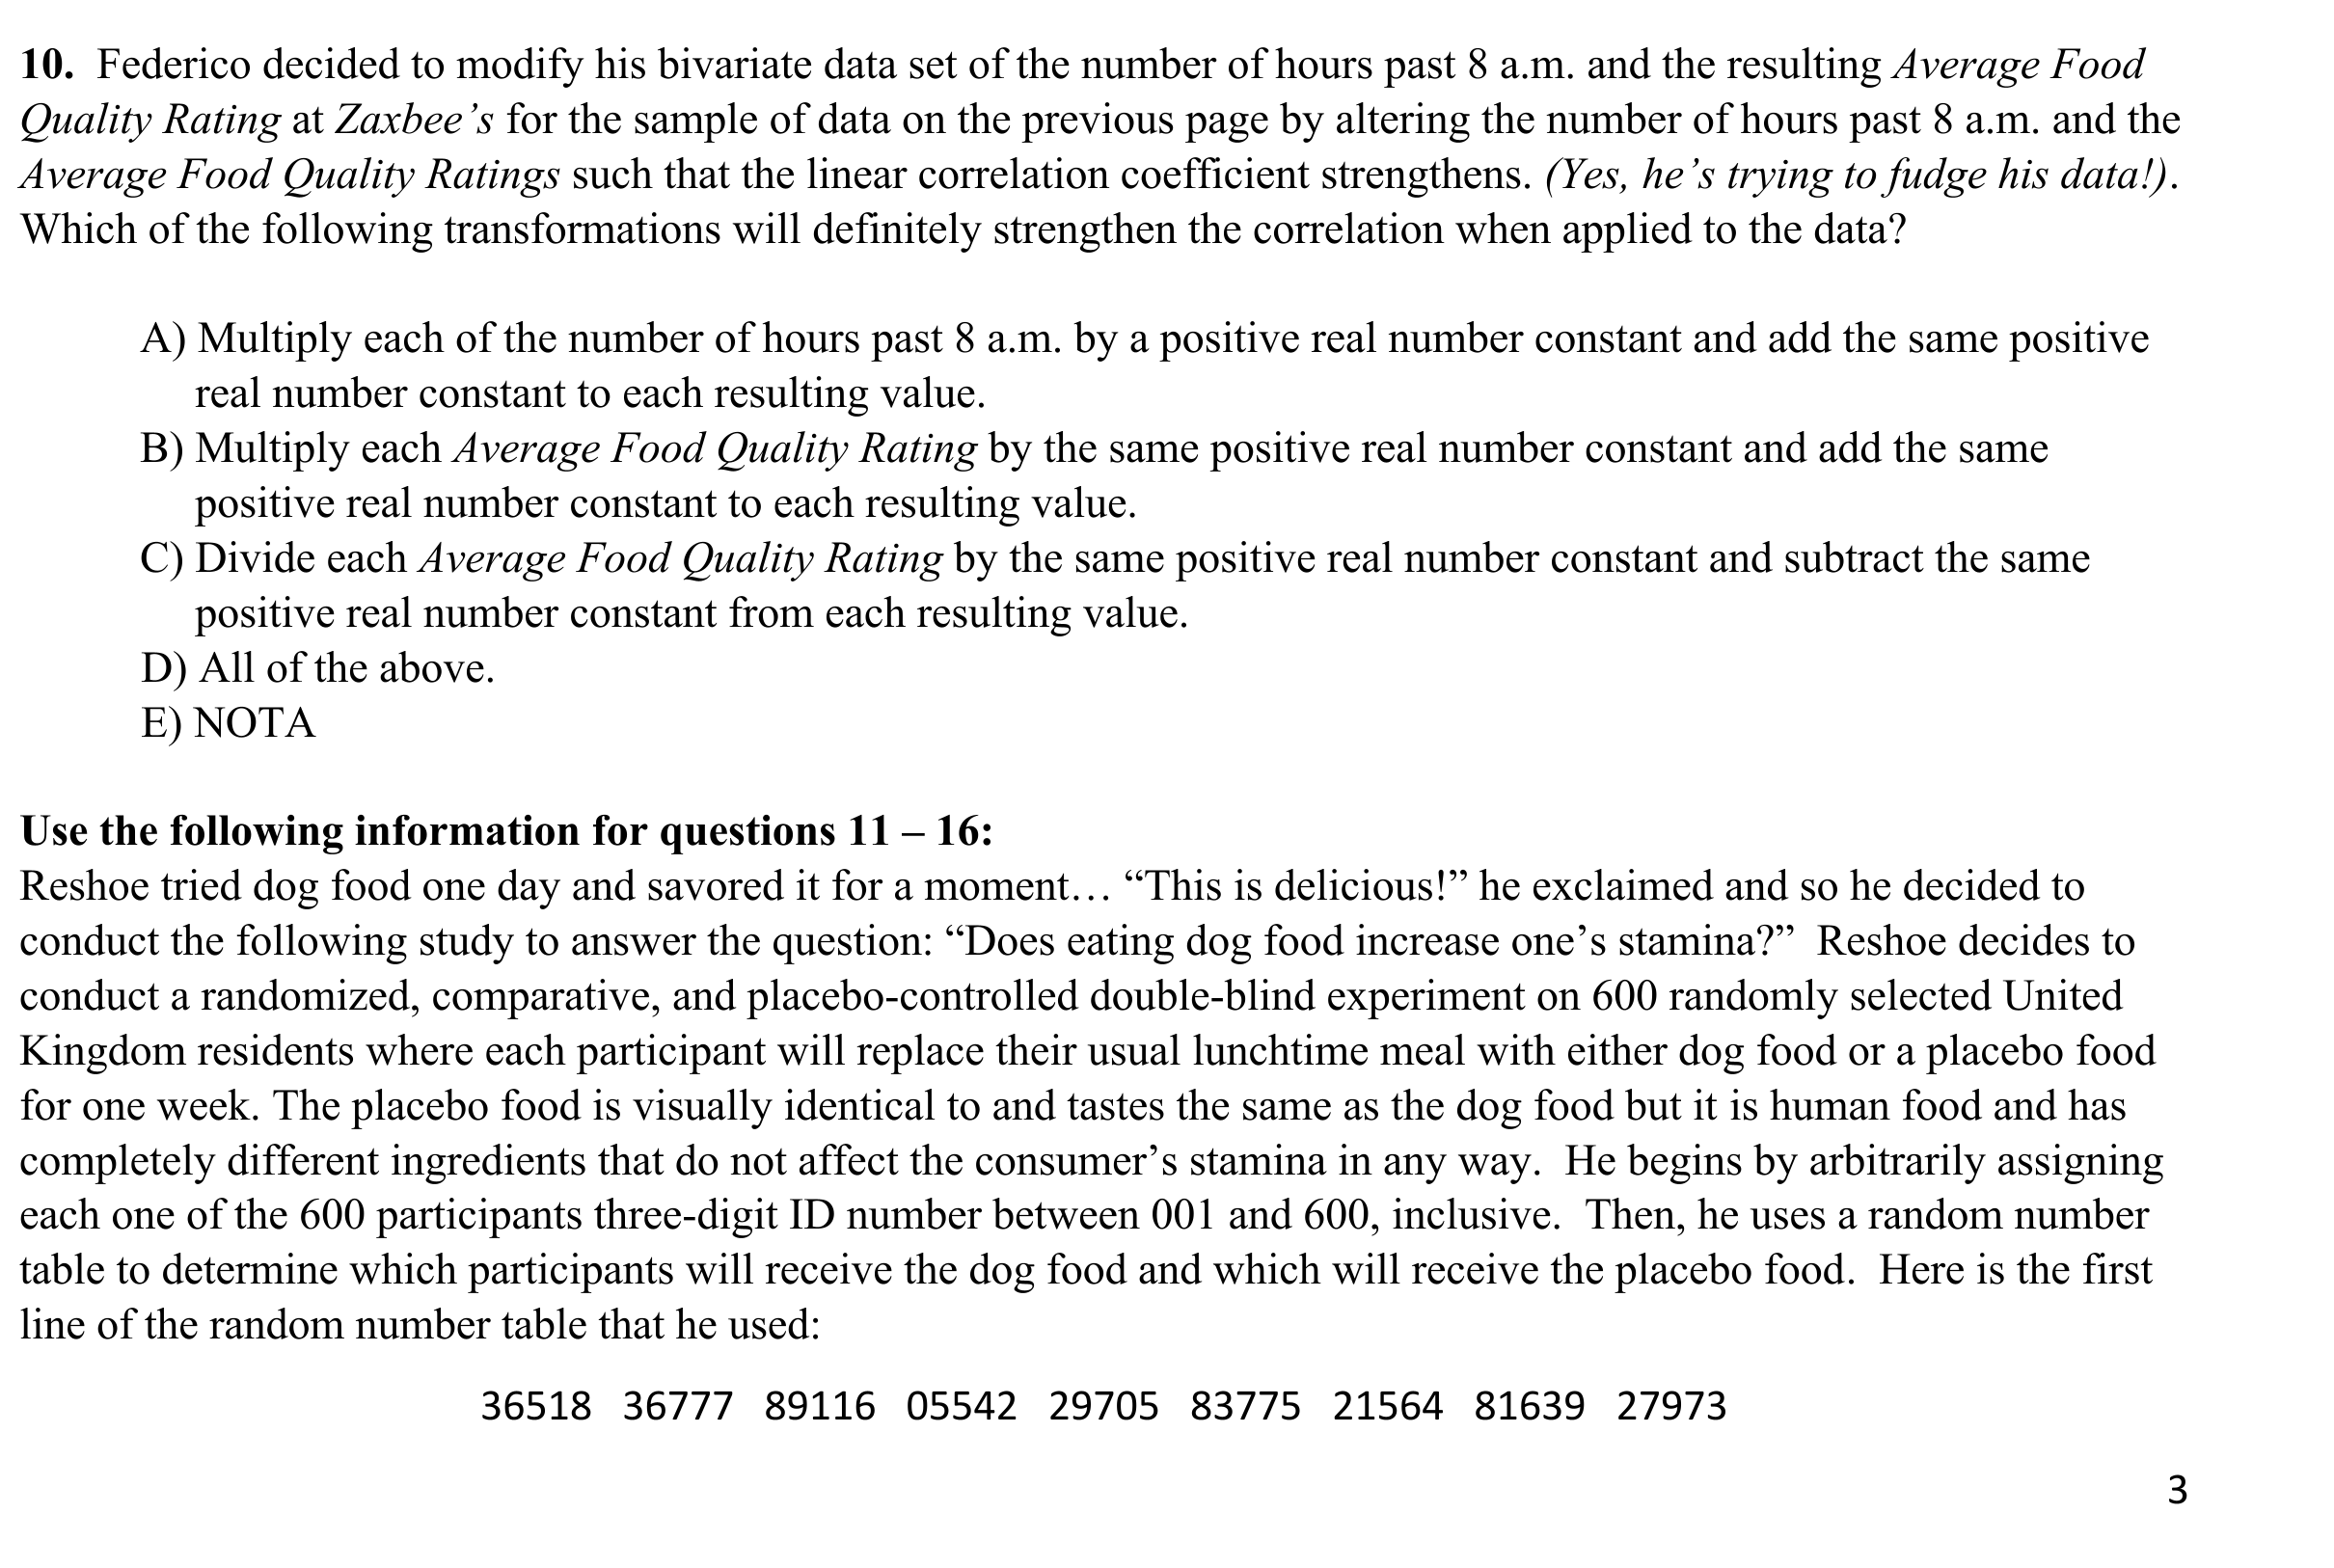 10.  Federico decided to modify his bivariate data set of the number of hours past 8 a.m. and the resulting Average Food
Quality Rating at Zaxbee’s for the sample of data on the previous page by altering the number of hours past 8 a.m. and the
Average Food Quality Ratings such that the linear correlation coefficient strengthens. (Yes, he’s trying to fudge his data!).
Which of the following transformations will definitely strengthen the correlation when applied to the data?
A) Multiply each of the number of hours past 8 a.m. by a positive real number constant and add the same positive
real number constant to each resulting value.
B) Multiply each Average Food Quality Rating by the same positive real number constant and add the same
positive real number constant to each resulting value.
C) Divide each Average Food Quality Rating by the same positive real number constant and subtract the same
positive real number constant from each resulting value.
D) All of the above.
E) NOTA
Use the following information for questions 11 – 16:
Reshoe tried dog food one day and savored it for a moment… “This is delicious!” he exclaimed and so he decided to
conduct the following study to answer the question: “Does eating dog food increase one’s stamina?”  Reshoe decides to
conduct a randomized, comparative, and placebo-controlled double-blind experiment on 600 randomly selected United
Kingdom residents where each participant will replace their usual lunchtime meal with either dog food or a placebo food
for one week. The placebo food is visually identical to and tastes the same as the dog food but it is human food and has
completely different ingredients that do not affect the consumer’s stamina in any way.  He begins by arbitrarily assigning
each one of the 600 participants three-digit ID number between 001 and 600, inclusive.  Then, he uses a random number
table to determine which participants will receive the dog food and which will receive the placebo food.  Here is the first
line of the random number table that he used:
36518  36777  89116  05542  29705  83775  21564  81639  27973
3